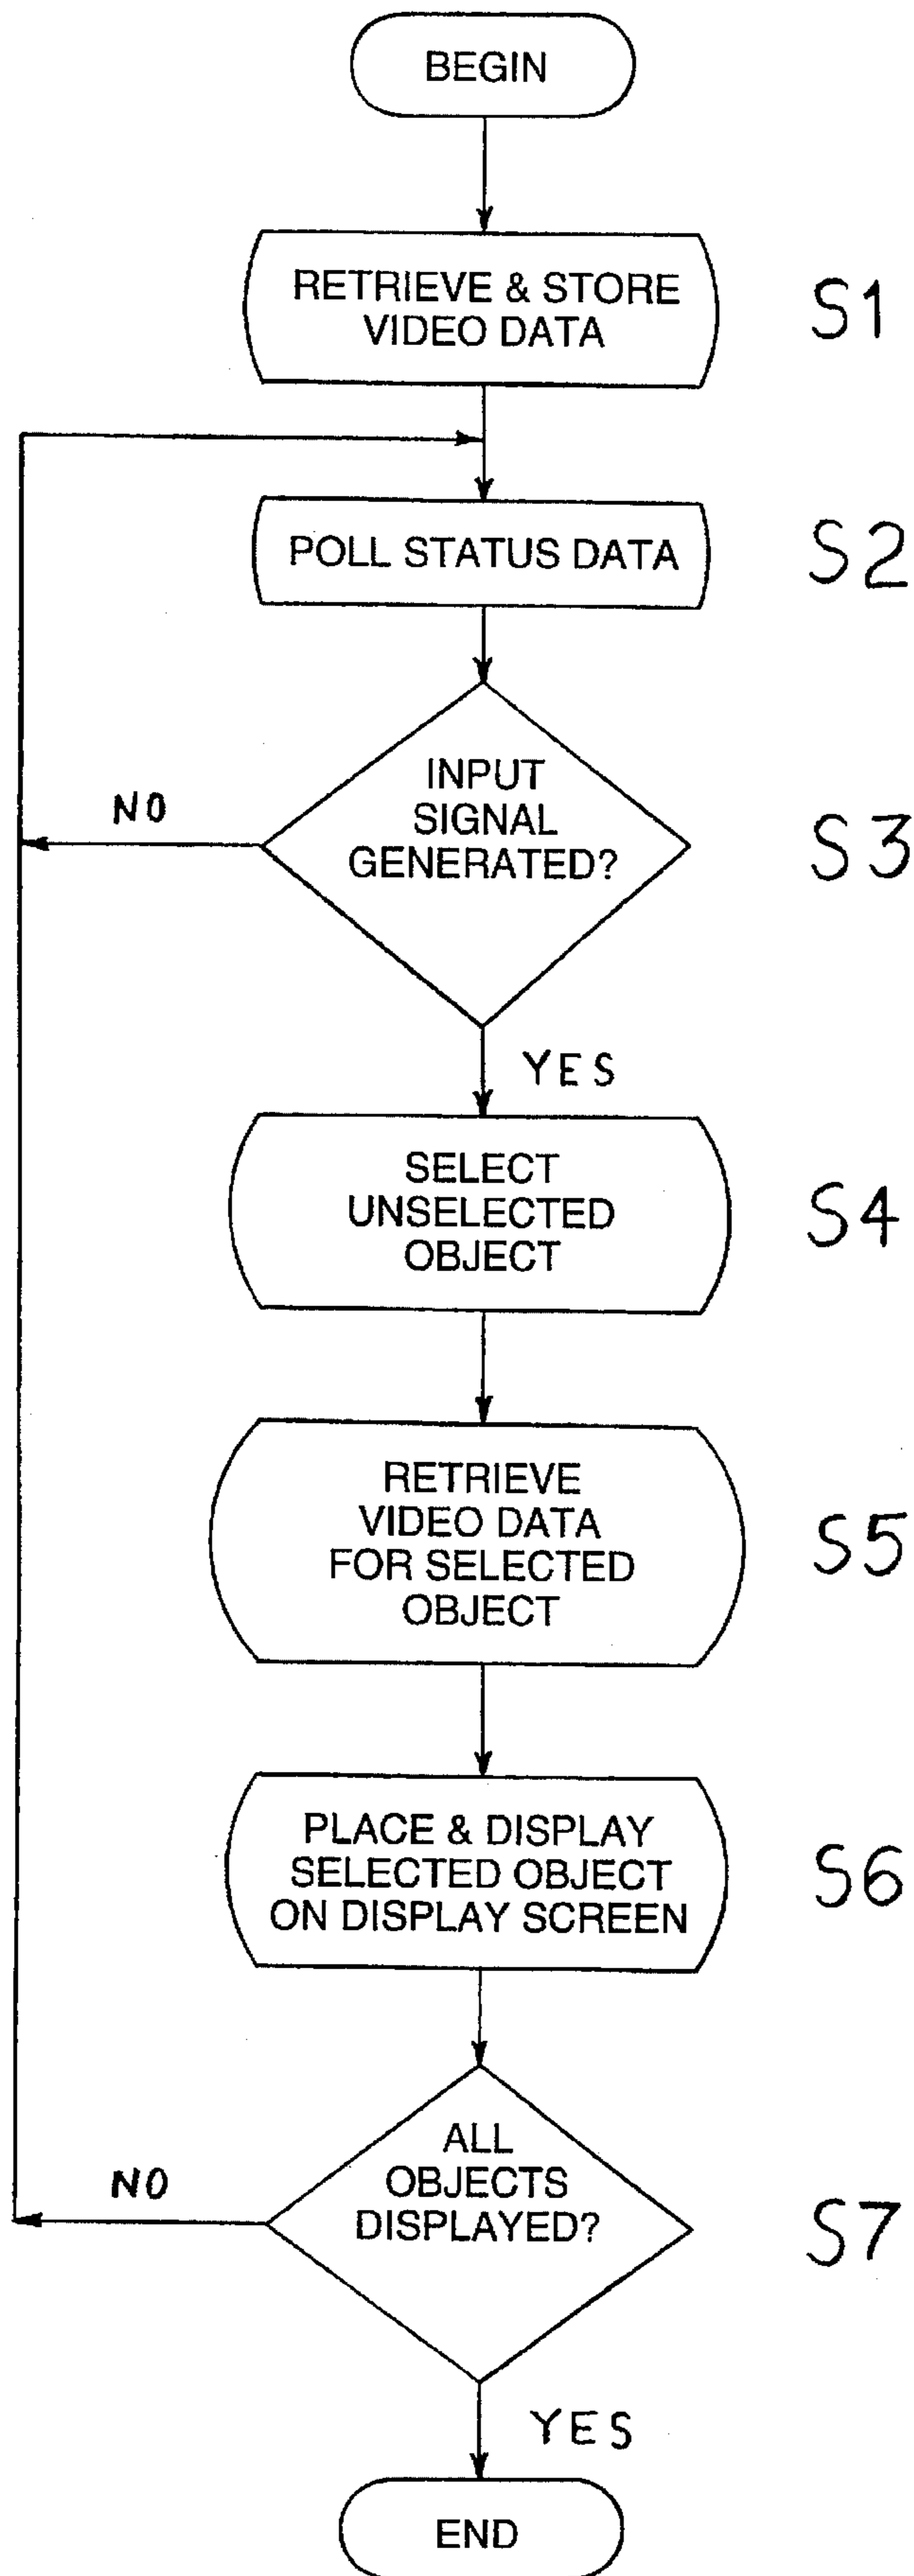 BEGIN
RETRIEVE & STORE
VIDEO DATA
S1
POLL STATUS DATA
S2
INPUT
SIGNAL
GENERATED?
S3
NO
YES
SELECT
UNSELECTED
OBJECT
S4
RETRIEVE
VIDEO DATA
FOR SELECTED
OBJECT
S5
PLACE & DISPLAY
SELECTED OBJECT
ON DISPLAY SCREEN
S6
ALL
OBJECTS
DISPLAYED?
S7
NO
YES
END